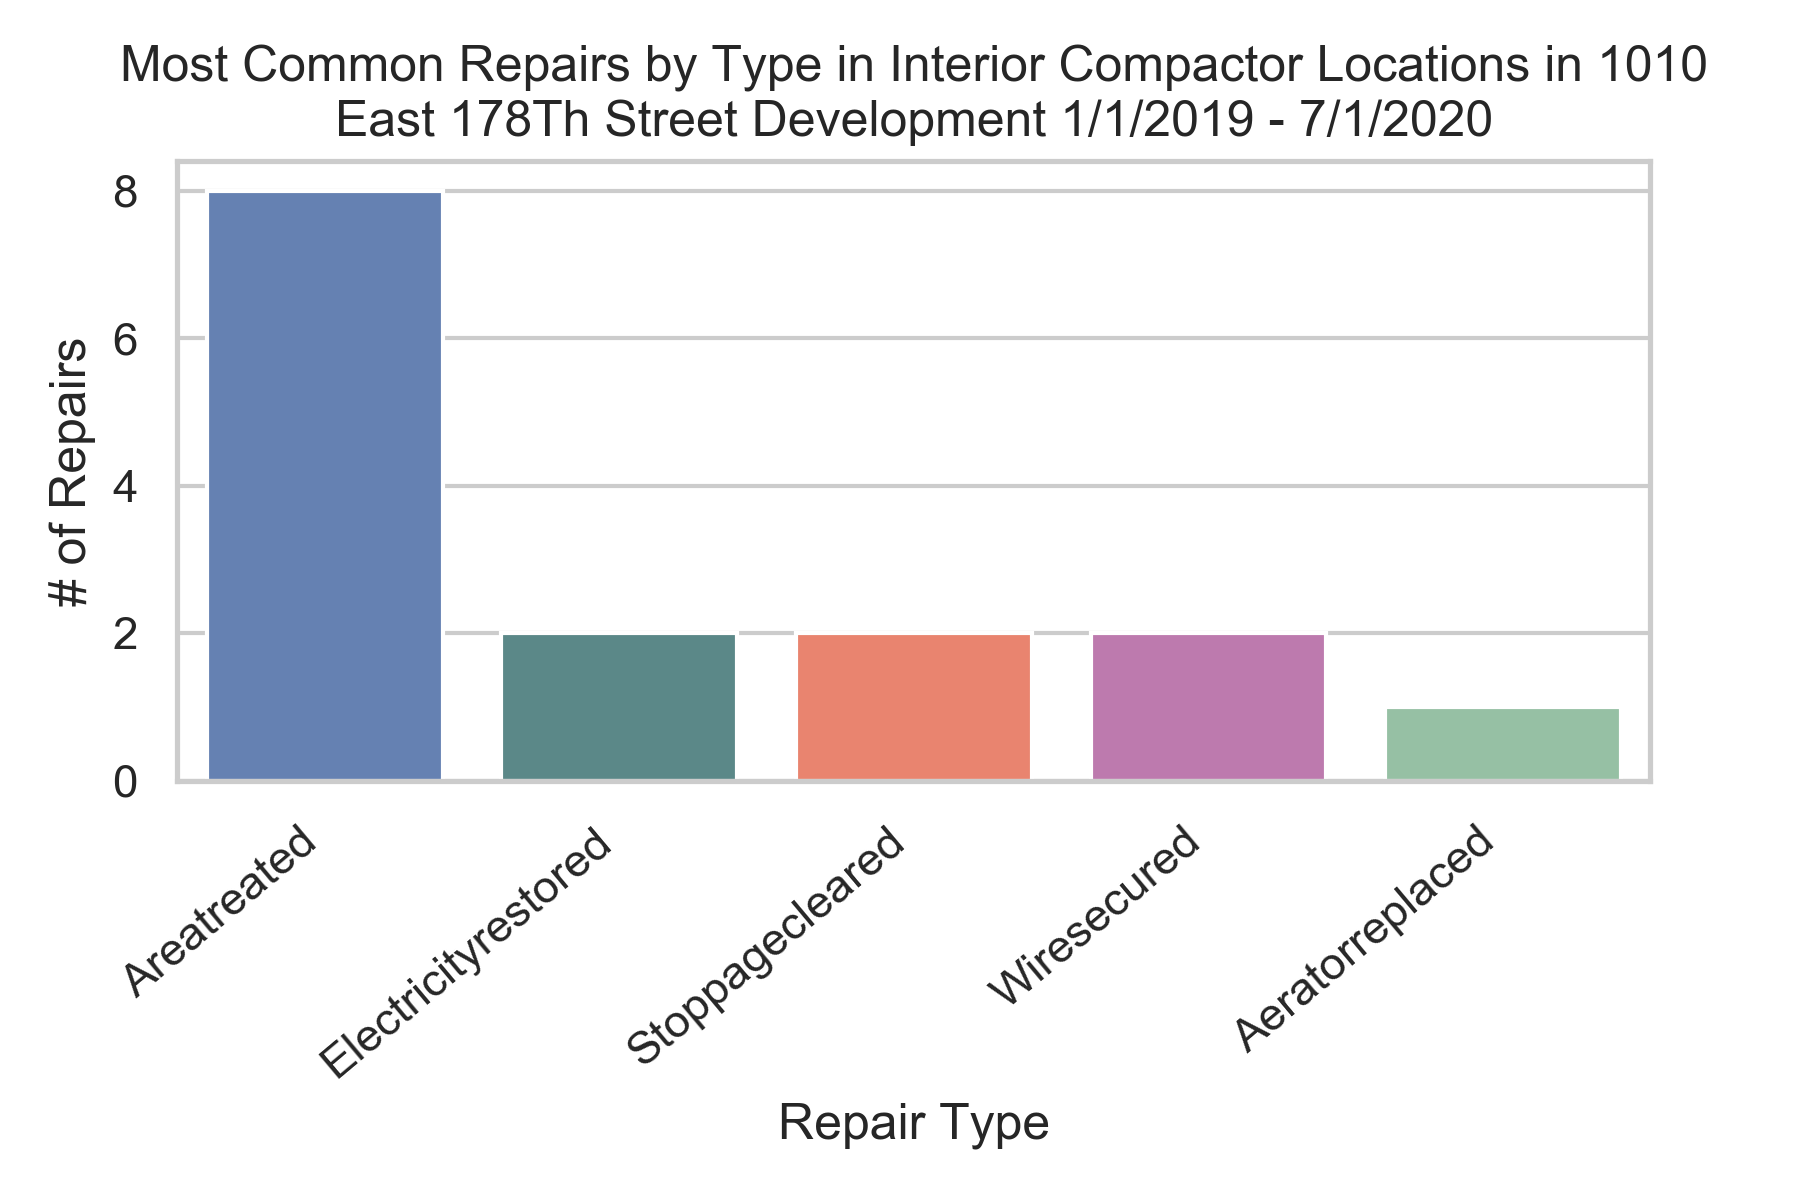 Most Common Repairs by Type in Interior Compactor Locations in 1010
East 178Th Street Development 1/1/2019 - 7/1/2020
# of Repairs
8
6
4
2
0
Areatreated
Electricityrestored
Stoppagecleared
Wiresecured
Aeratorreplaced
Repair Type